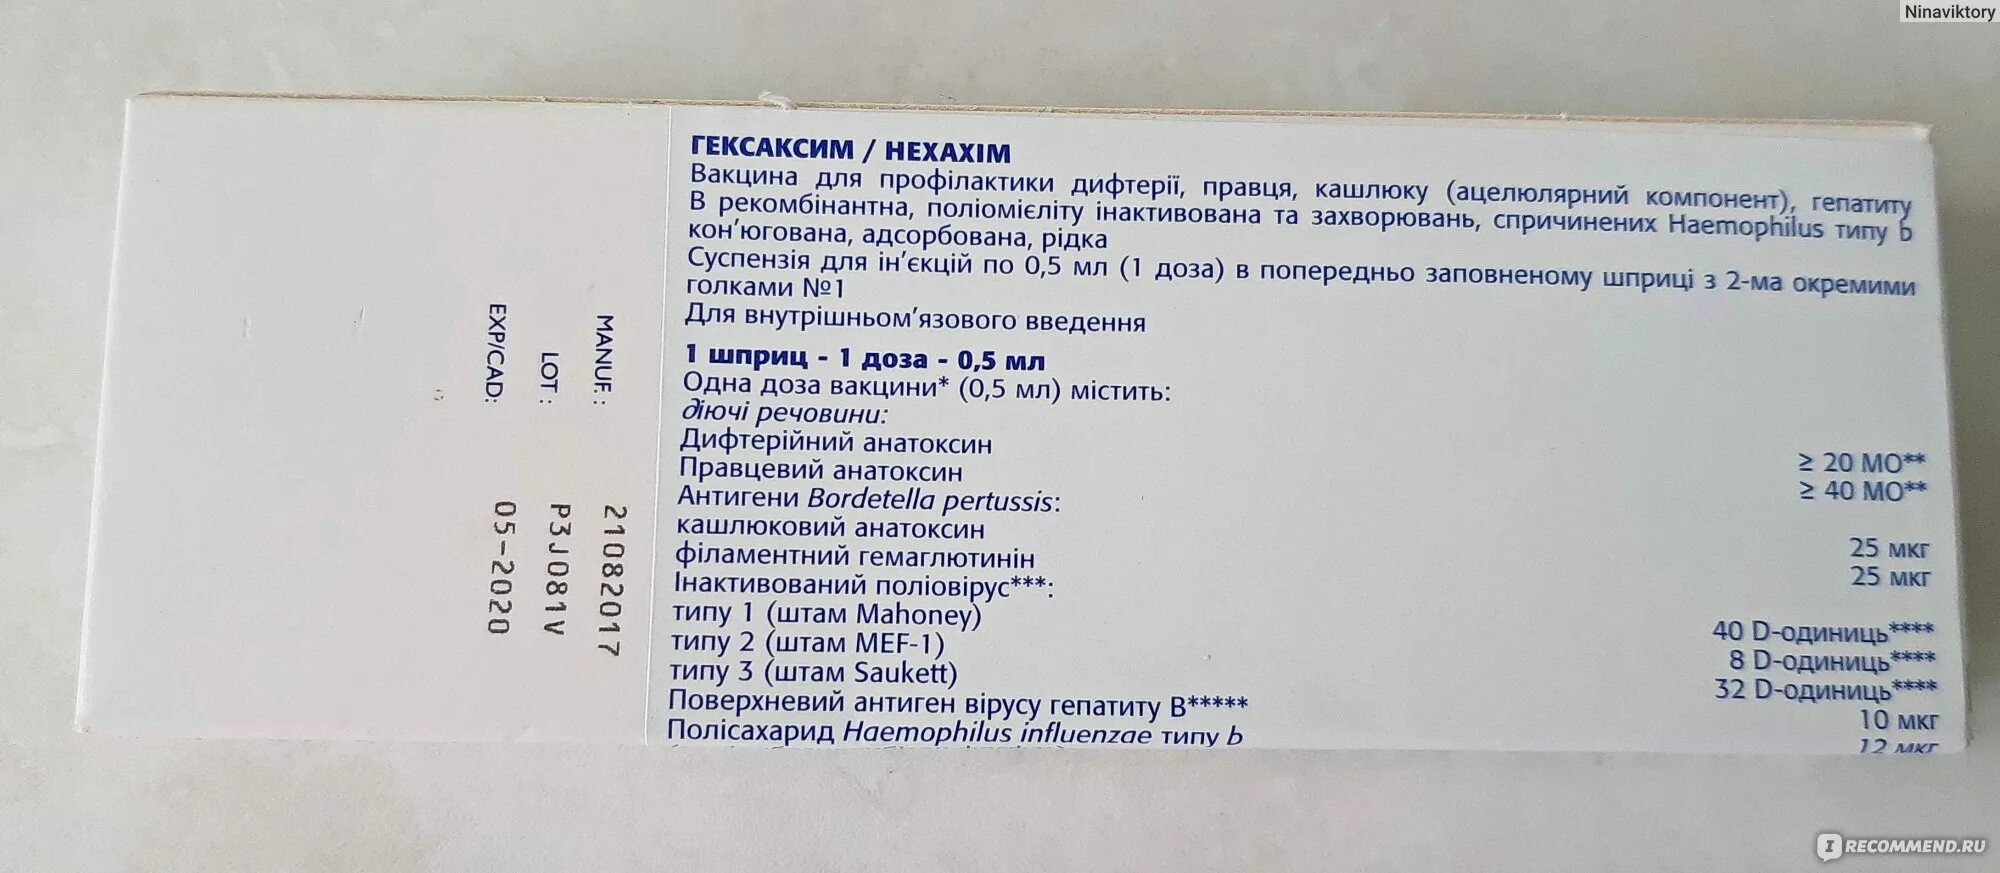 Ninaviktory
ГЕКСАКСИМ / HEXAXIM
Вакцина для профілактики дифтерії, правця, кашлюку (ацелюлярний компонент), гепатиту
В рекомбінантна, поліомієліту інактивована та захворювань, спричинених Haemophilus типу b
кон’югована, адсорбована, рідка
Суспензія для ін’єкцій по 0,5 мл (1 доза) в попередньо заповненому шприці з 2-ма окремими
голками №1
Для внутрішньом’язового введення
1 шприц - 1 доза - 0,5 мл
Одна доза вакцини* (0,5 мл) містить:
діючі речовини:
Дифтерійний анатоксин ≥ 20 МО**
Правцевий анатоксин ≥ 40 МО**
Антигени Bordetella pertussis:
кашлюковий анатоксин 25 мкг
філаментний гемаглютинін 25 мкг
Інактивований поліовірус***:
типу 1 (штам Mahoney) 40 D-одиниць****
типу 2 (штам MEF-1) 8 D-одиниць****
типу 3 (штам Saukett) 32 D-одиниць****
Поверхневий антиген вірусу гепатиту В***** 10 мкг
Полісахарид Haemophilus influenzae типу b 12 мкг
MANUF. : 21082017
LOT : P3J081V
EXP/CAD: 05-2020
IRECOMMEND.RU